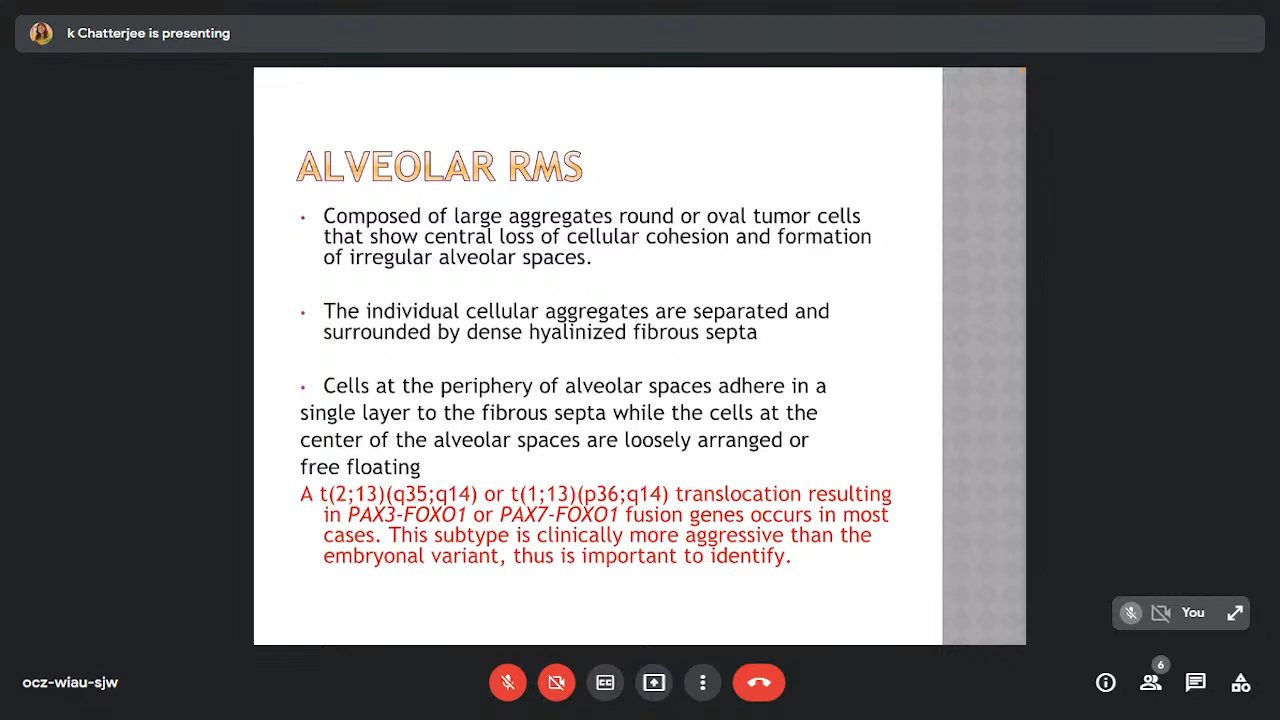 k Chatterjee is presenting
ALVEOLAR RMS
• Composed of large aggregates round or oval tumor cells
that show central loss of cellular cohesion and formation
of irregular alveolar spaces.
• The individual cellular aggregates are separated and
surrounded by dense hyalinized fibrous septa
• Cells at the periphery of alveolar spaces adhere in a
single layer to the fibrous septa while the cells at the
center of the alveolar spaces are loosely arranged or
free floating
A t(2;13)(q35;q14) or t(1;13)(p36;q14) translocation resulting
in PAX3-FOXO1 or PAX7-FOXO1 fusion genes occurs in most
cases. This subtype is clinically more aggressive than the
embryonal variant, thus is important to identify.
You
ocz-wiau-sjw
CC
6